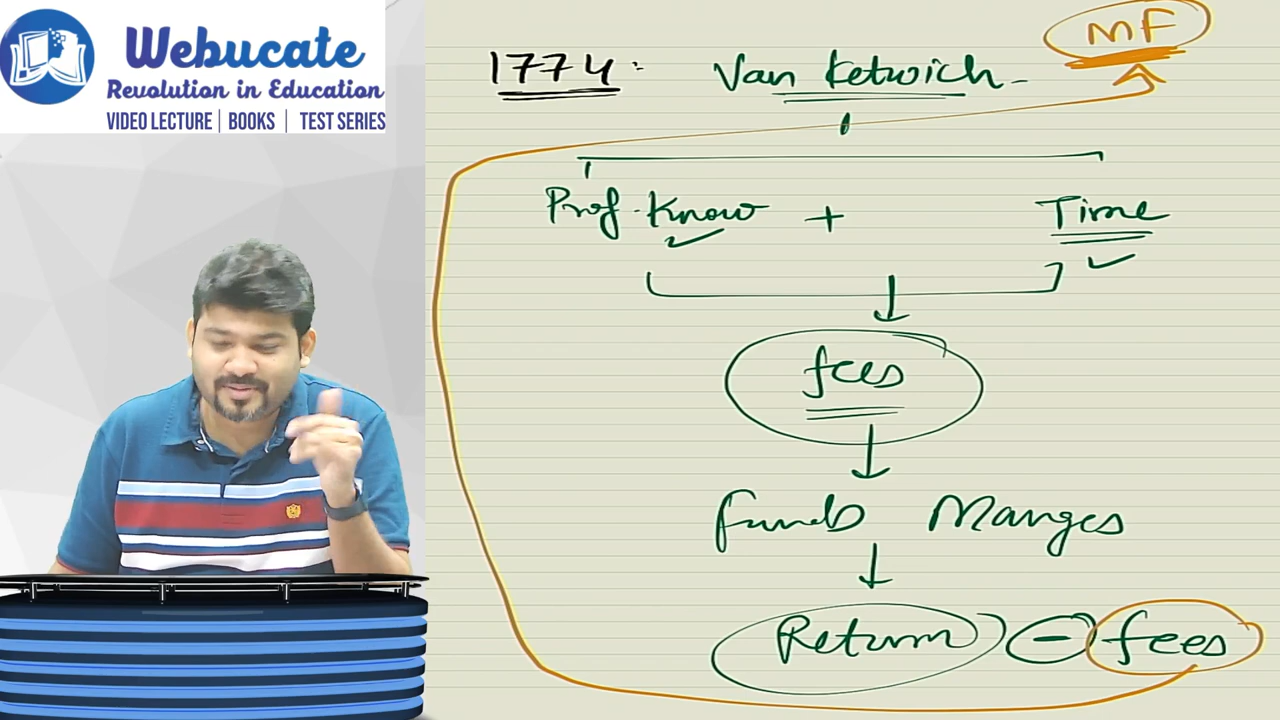 Webucate
Revolution in Education
VIDEO LECTURE | BOOKS | TEST SERIES
MF
1774: Van Ketwich
Prof. Know + Time
fees
Funds Manges
Return - fees